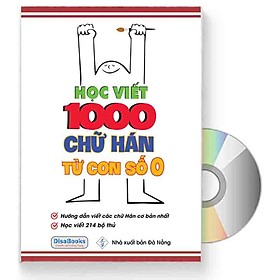 HỌC VIẾT
1000
CHỮ HÁN
TỪ CON SỐ 0
Hướng dẫn viết các chữ Hán cơ bản nhất
Học viết 214 bộ thủ
DisaBooks
Nhà xuất bản Đà Nẵng